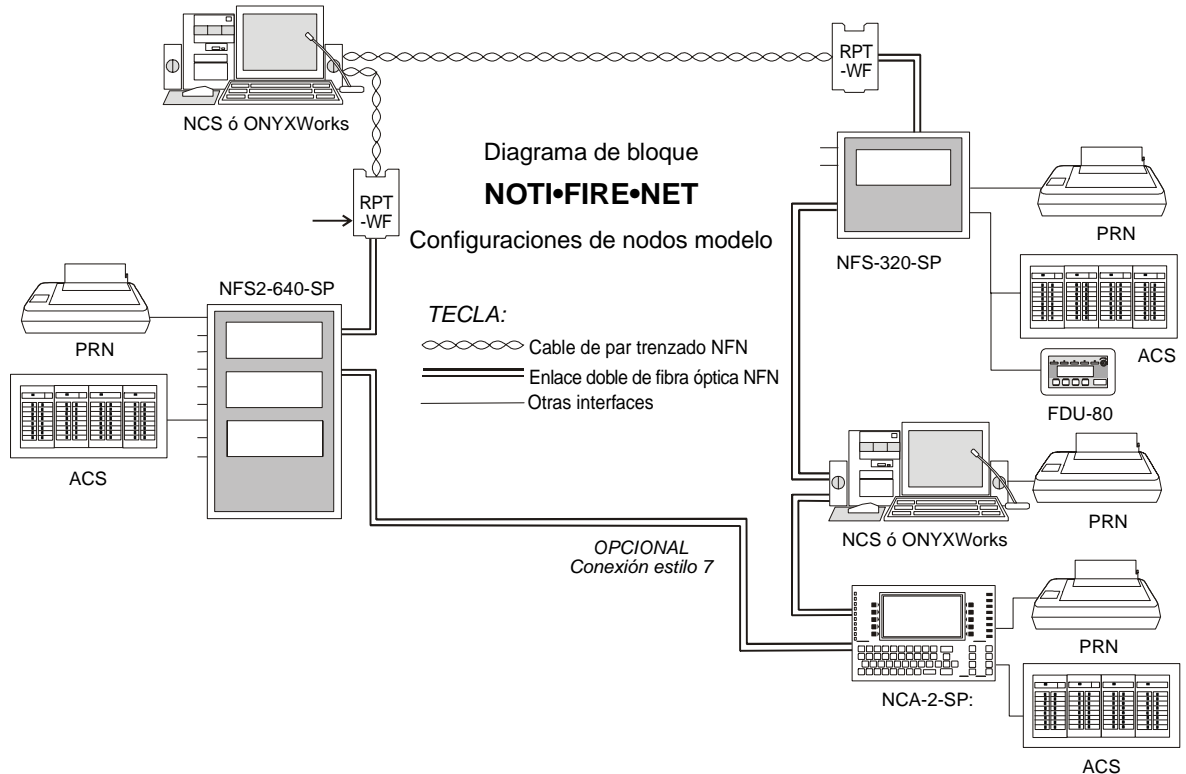 NCS ó ONYXWorks
RPT
-WF
Diagrama de bloque
NOTI•FIRE•NET
Configuraciones de nodos modelo
RPT
-WF
PRN
NFS-320-SP
ACS
FDU-80
NFS2-640-SP
PRN
ACS
TECLA:
Cable de par trenzado NFN
Enlace doble de fibra óptica NFN
Otras interfaces
PRN
NCS ó ONYXWorks
OPCIONAL
Conexión estilo 7
PRN
NCA-2-SP:
ACS